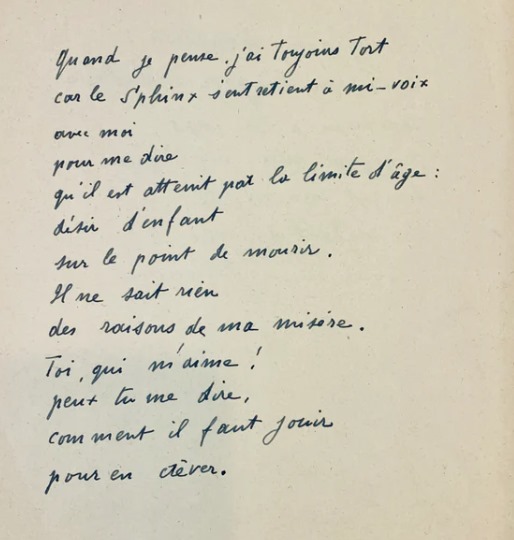 Quand je pense j'ai Toujours Tort
car le Sphinx s'entretient à mi-voix
avec moi
pour me dire
qu'il est atteint par la limite d'âge :
désir d'enfant
sur le point de mourir.
Il ne sait rien
des raisons de ma misère.
Toi, qui m'aime !
peux tu me dire,
comment il faut jouir
pour en crêver.